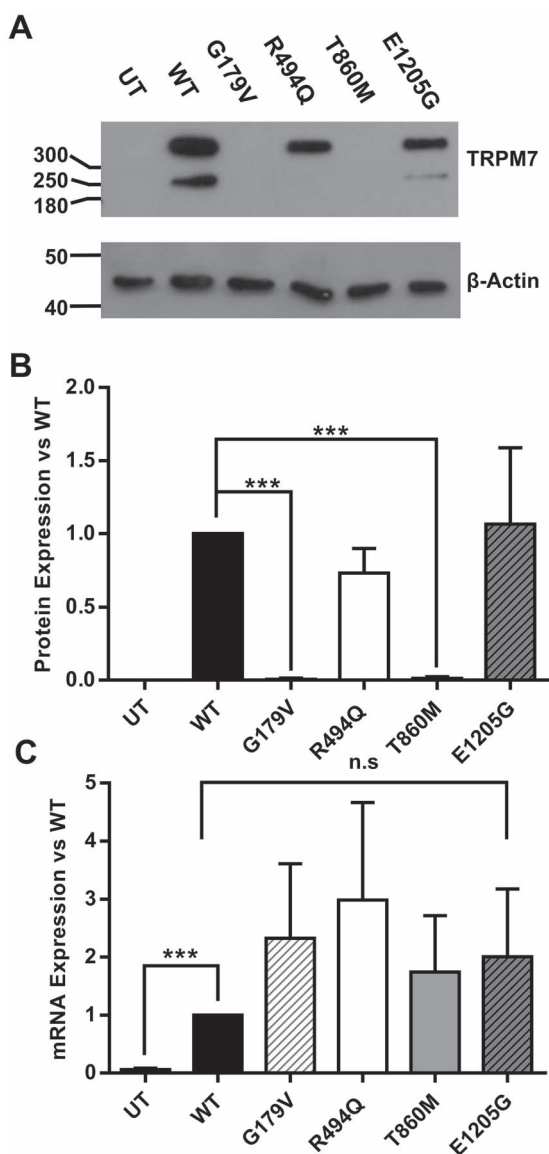 A
UT WT G179V R494Q T860M E1205G
300
250
180
TRPM7
50
40
β-Actin
B
Protein Expression vs WT
2.0
1.5
1.0
0.5
0.0
***
***
UT WT G179V R494Q T860M E1205G
C
mRNA Expression vs WT
n.s
5
4
3
2
1
0
***
UT WT G179V R494Q T860M E1205G